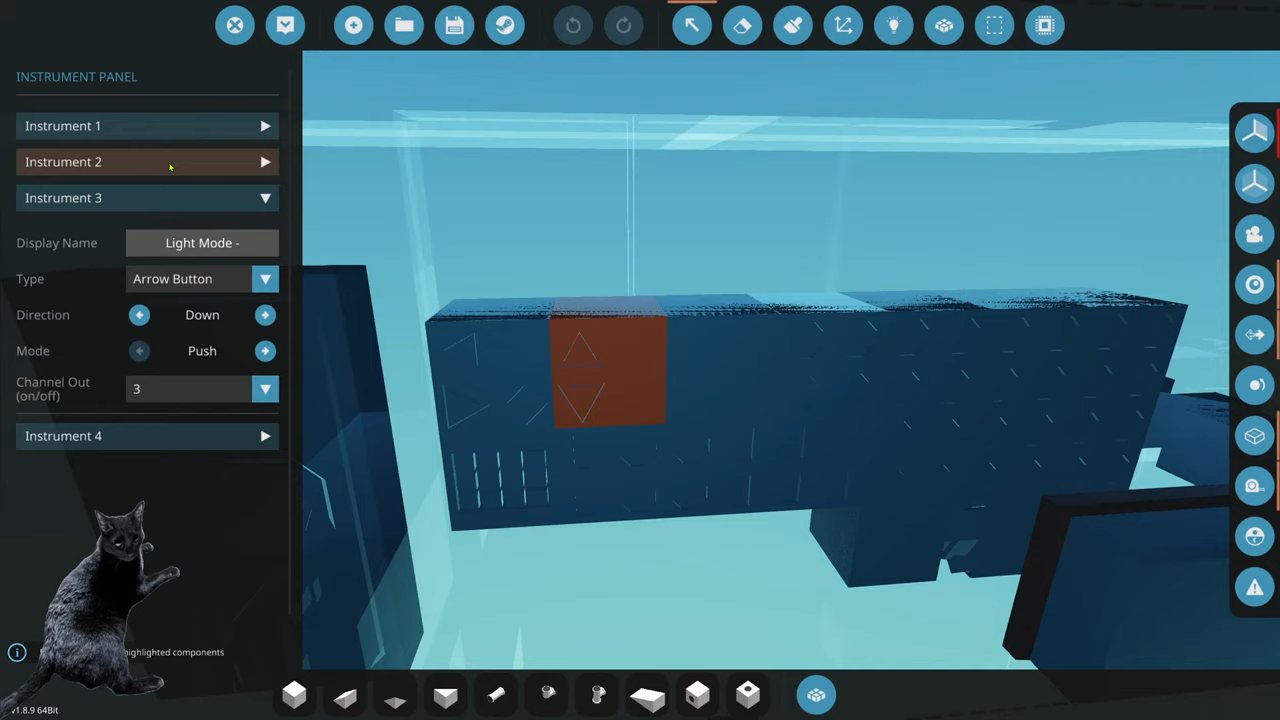 INSTRUMENT PANEL
Instrument 1
Instrument 2
Instrument 3
Display Name
Light Mode -
Type
Arrow Button
Direction
Down
Mode
Push
Channel Out
(on/off)
3
Instrument 4
highlighted components
v1.8.9 64Bit